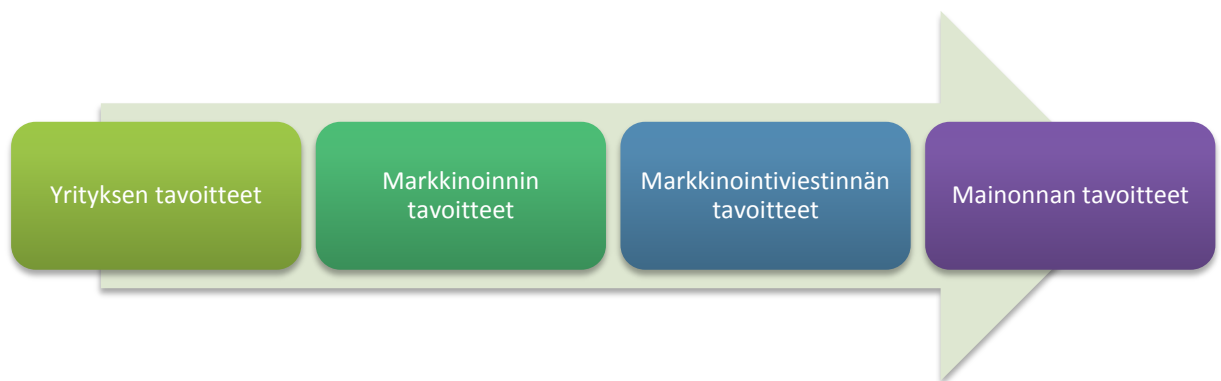 Yrityksen tavoitteet
Markkinoinnin
tavoitteet
Markkinointiviestinnän
tavoitteet
Mainonnan tavoitteet